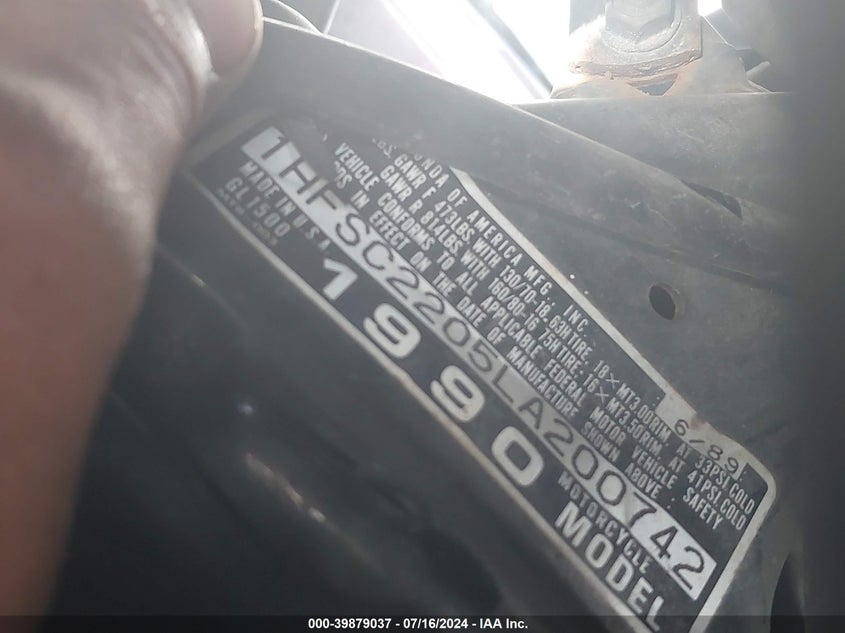 6/89
HONDA OF AMERICA MFG., INC.
LBS. GAWR F 473LBS. WITH 130/70-18 63H TIRE, 18×MT3.00 RIM, AT 33PSI. COLD
GAWR R 814LBS. WITH 160/80-16 75H TIRE, 16×MT3.50 RIM, AT 41PSI. COLD
VEHICLE CONFORMS TO ALL APPLICABLE FEDERAL MOTOR VEHICLE SAFETY
IN EFFECT ON THE DATE OF MANUFACTURE SHOWN ABOVE.
1HFSC2205LA200742
MADE IN U.S.A.
MOTORCYCLE
GL1500
1990 MODEL
000-39879037 - 07/16/2024 - © IAA Inc.